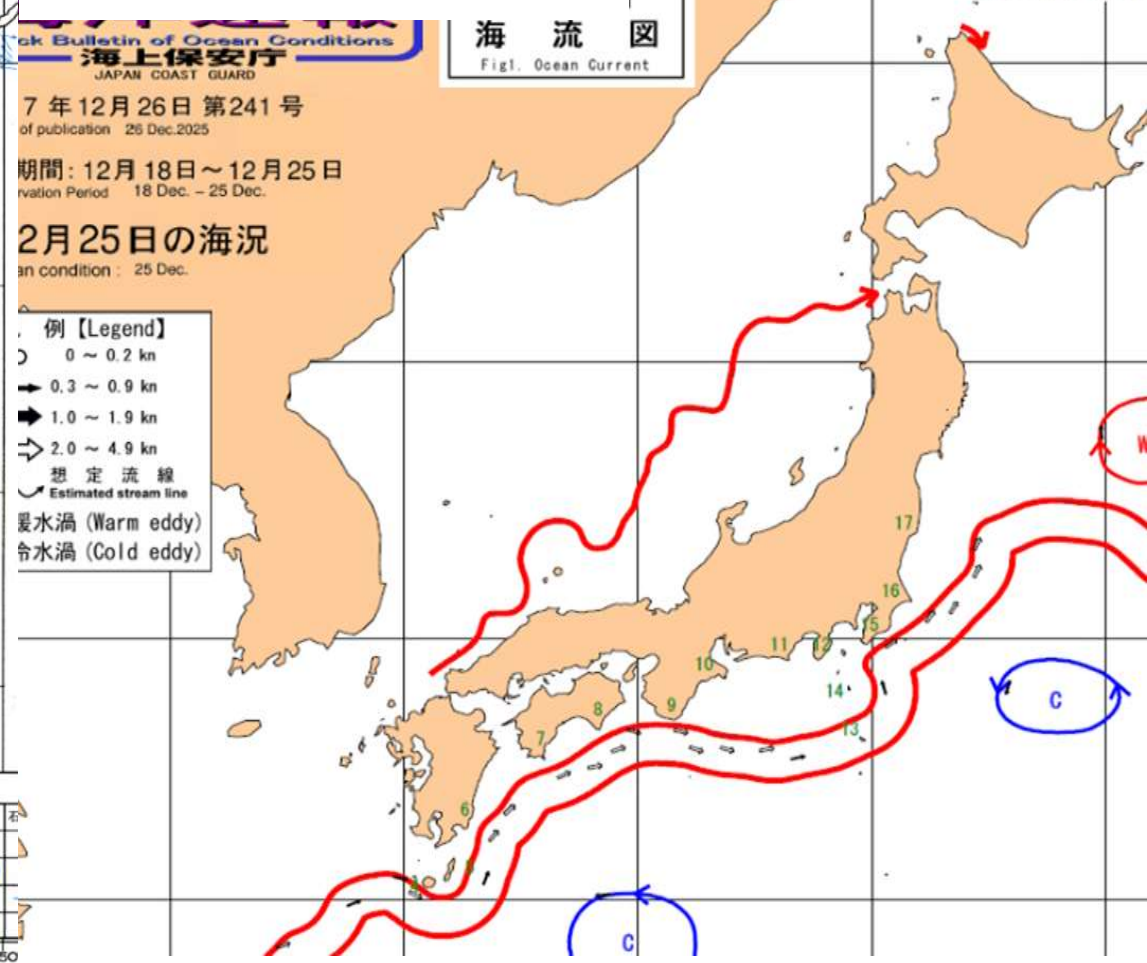 ck Bulletin of Ocean Conditions
海上保安庁
JAPAN COAST GUARD
海 流 図
Fig1. Ocean Current
7 年12月26日 第241 号
of publication 26 Dec.2025
期間: 12月18日～12月25日
rvation Period 18 Dec. – 25 Dec.
2月25日の海況
an condition : 25 Dec.
例【Legend】
0 ～ 0.2 kn
0.3 ～ 0.9 kn
1.0 ～ 1.9 kn
2.0 ～ 4.9 kn
想 定 流 線
Estimated stream line
暖水渦 (Warm eddy)
冷水渦 (Cold eddy)
W
17
16
15
12
11
10
14
9
8
13
7
C
6
C
50